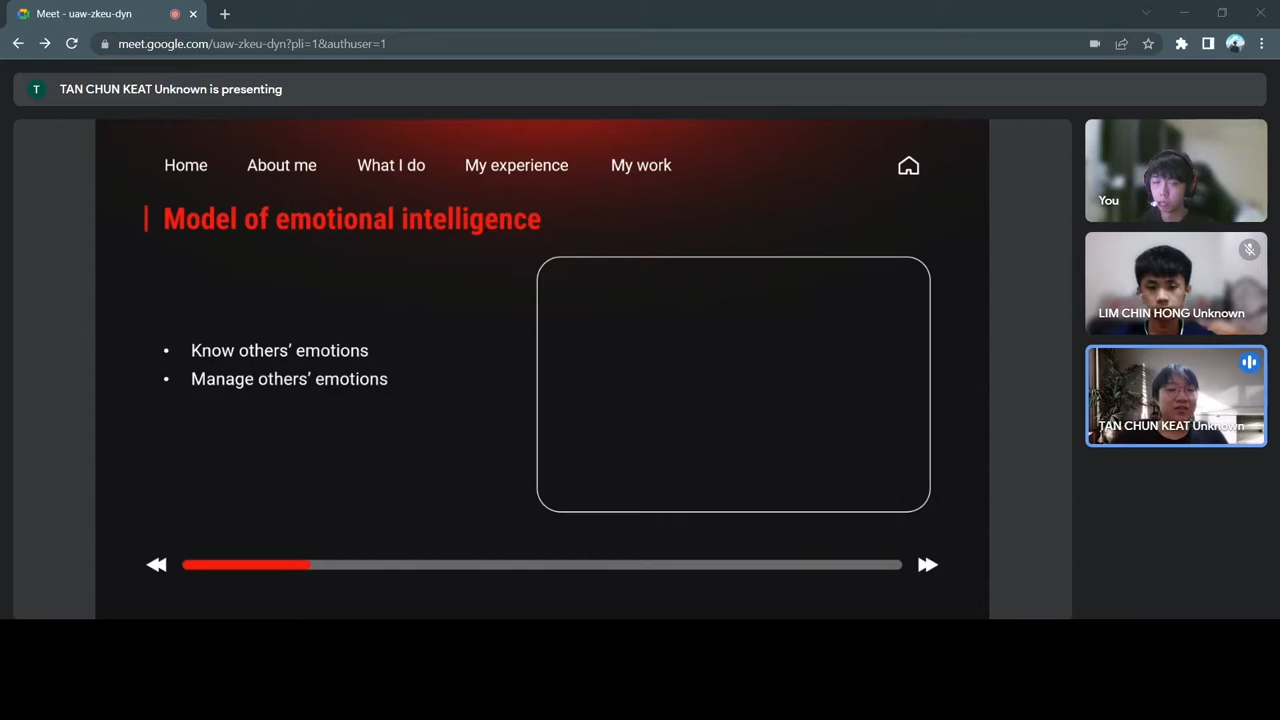 Meet - uaw-zkeu-dyn
meet.google.com/uaw-zkeu-dyn?pli=1&authuser=1
T TAN CHUN KEAT Unknown is presenting
Home About me What I do My experience My work
Model of emotional intelligence
• Know others’ emotions
• Manage others’ emotions
You
LIM CHIN HONG Unknown
TAN CHUN KEAT Unknown